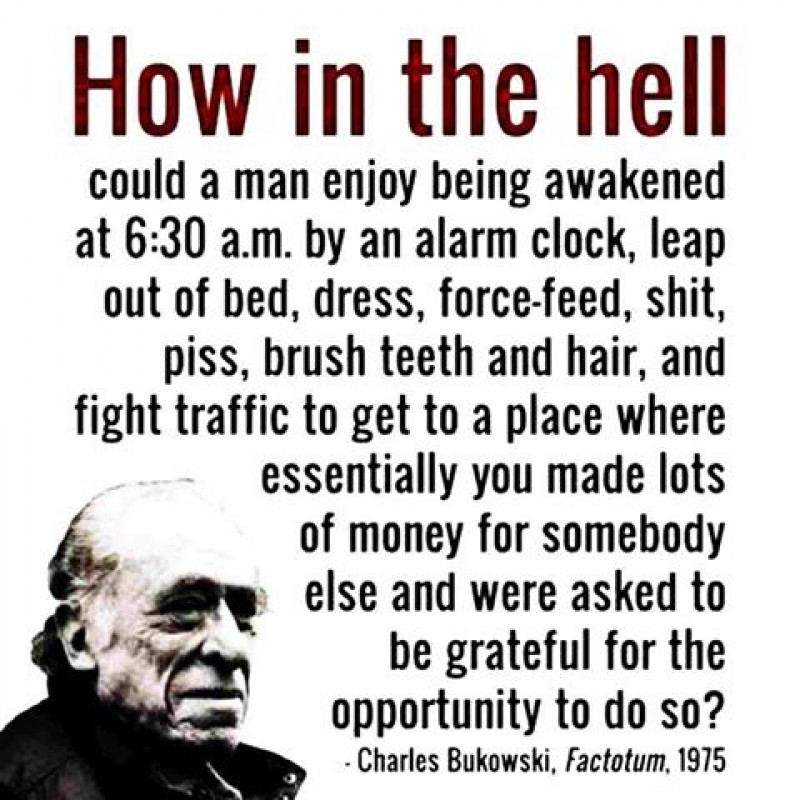 How in the hell
could a man enjoy being awakened
at 6:30 a.m. by an alarm clock, leap
out of bed, dress, force-feed, shit,
piss, brush teeth and hair, and
fight traffic to get to a place where
essentially you made lots
of money for somebody
else and were asked to
be grateful for the
opportunity to do so?
- Charles Bukowski, Factotum, 1975